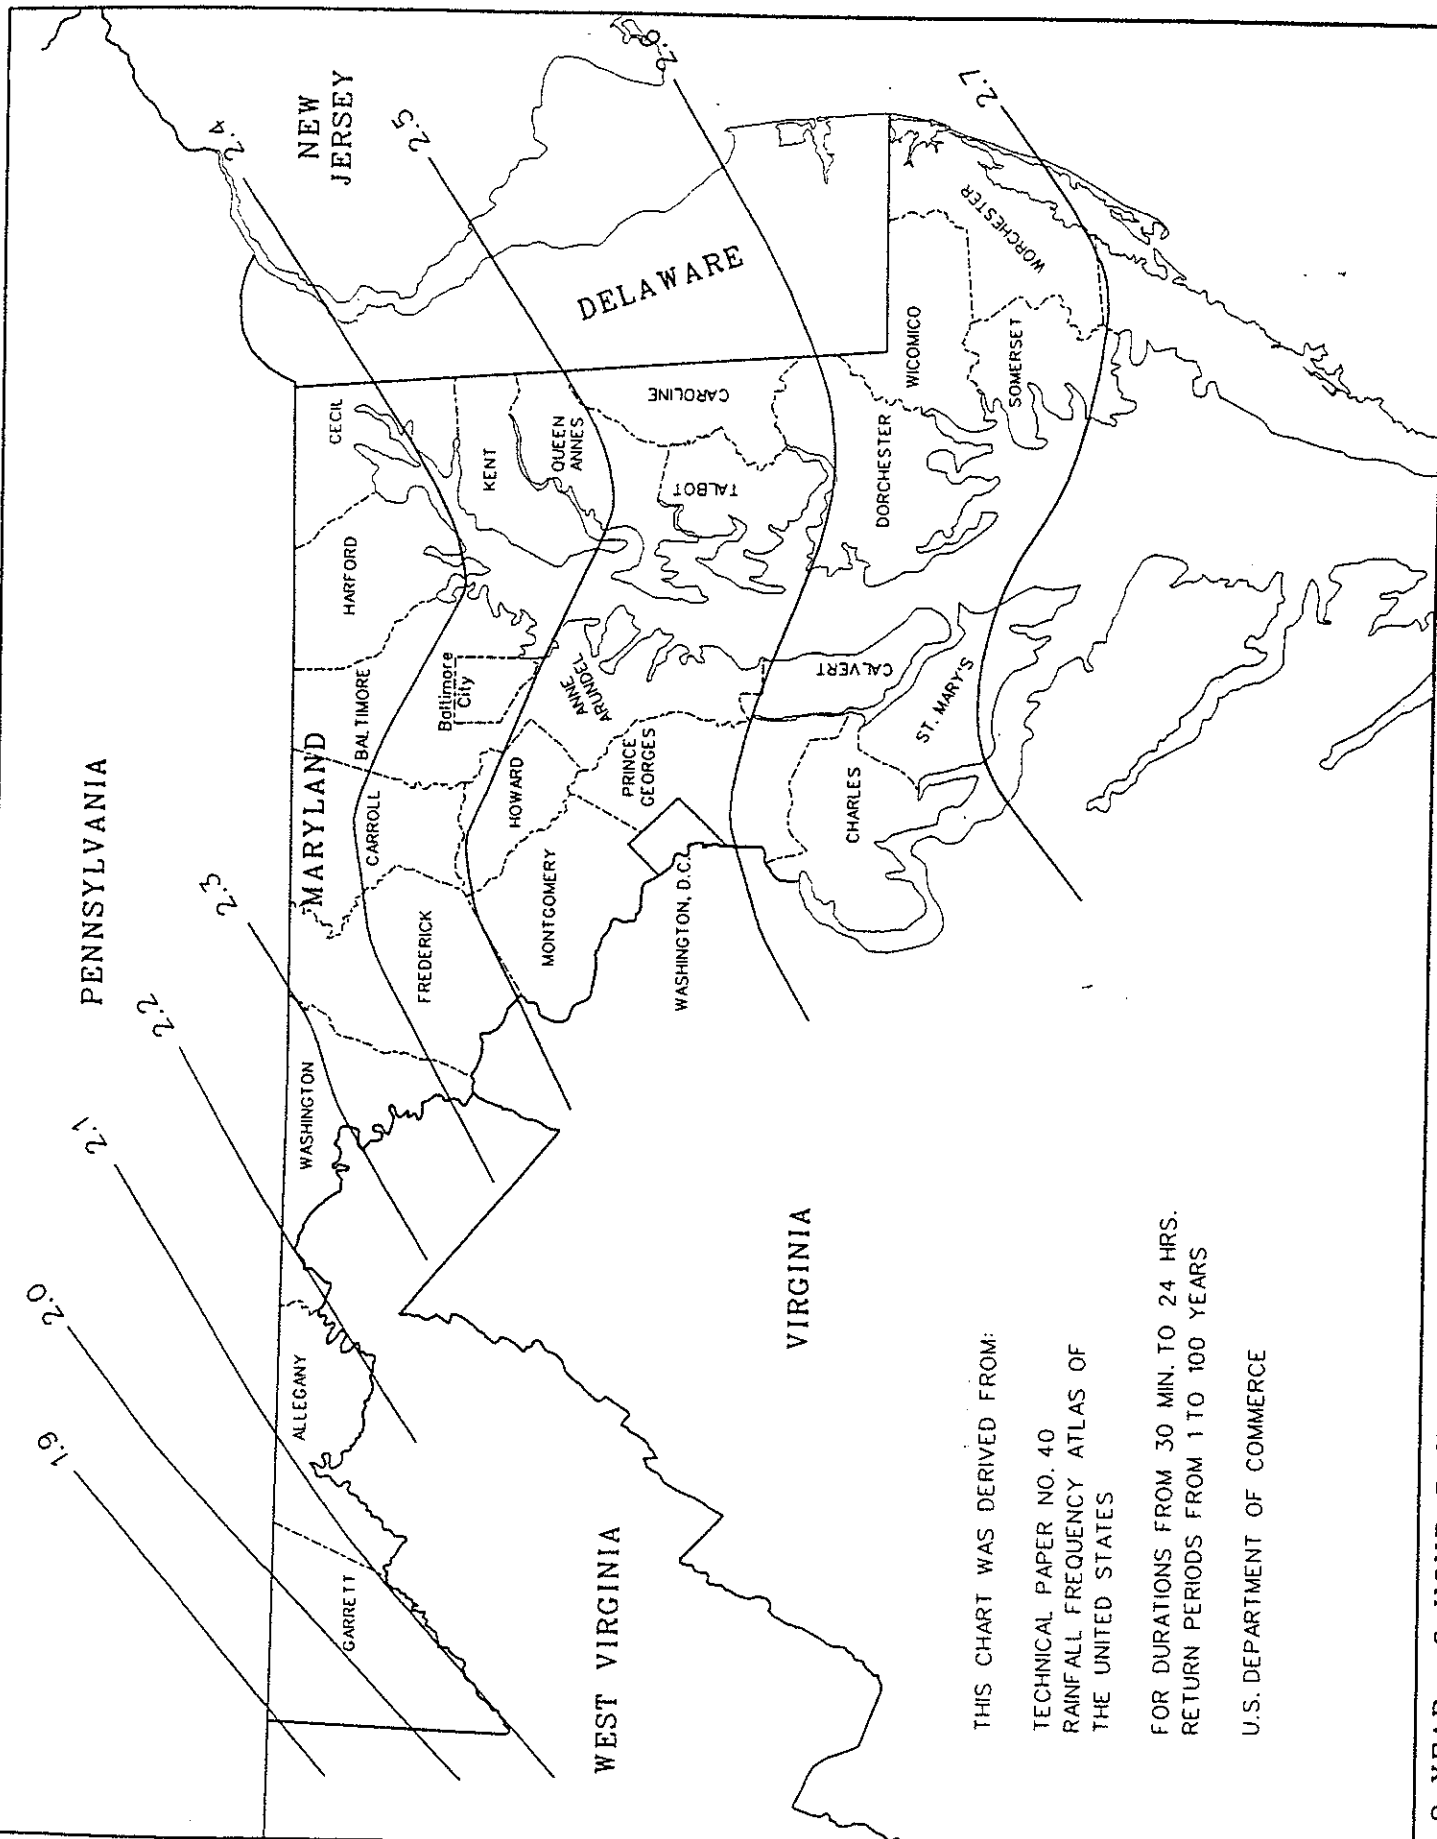 PENNSYLVANIA
NEW
JERSEY
MARYLAND
DELAWARE
WEST VIRGINIA
VIRGINIA
1.9
2.0
2.1
2.2
2.3
2.4
2.5
2.6
2.7
GARRETT
ALLEGANY
WASHINGTON
FREDERICK
CARROLL
BALTIMORE
HARFORD
CECIL
Baltimore
City
KENT
QUEEN
ANNES
HOWARD
MONTGOMERY
ANNE
ARUNDEL
PRINCE
GEORGES
WASHINGTON, D.C.
TALBOT
CAROLINE
CHARLES
CALVERT
ST. MARY'S
DORCHESTER
WICOMICO
SOMERSET
WORCHESTER
THIS CHART WAS DERIVED FROM:
TECHNICAL PAPER NO. 40
RAINFALL FREQUENCY ATLAS OF
THE UNITED STATES
FOR DURATIONS FROM 30 MIN. TO 24 HRS.
RETURN PERIODS FROM 1 TO 100 YEARS
U.S. DEPARTMENT OF COMMERCE
YEAR